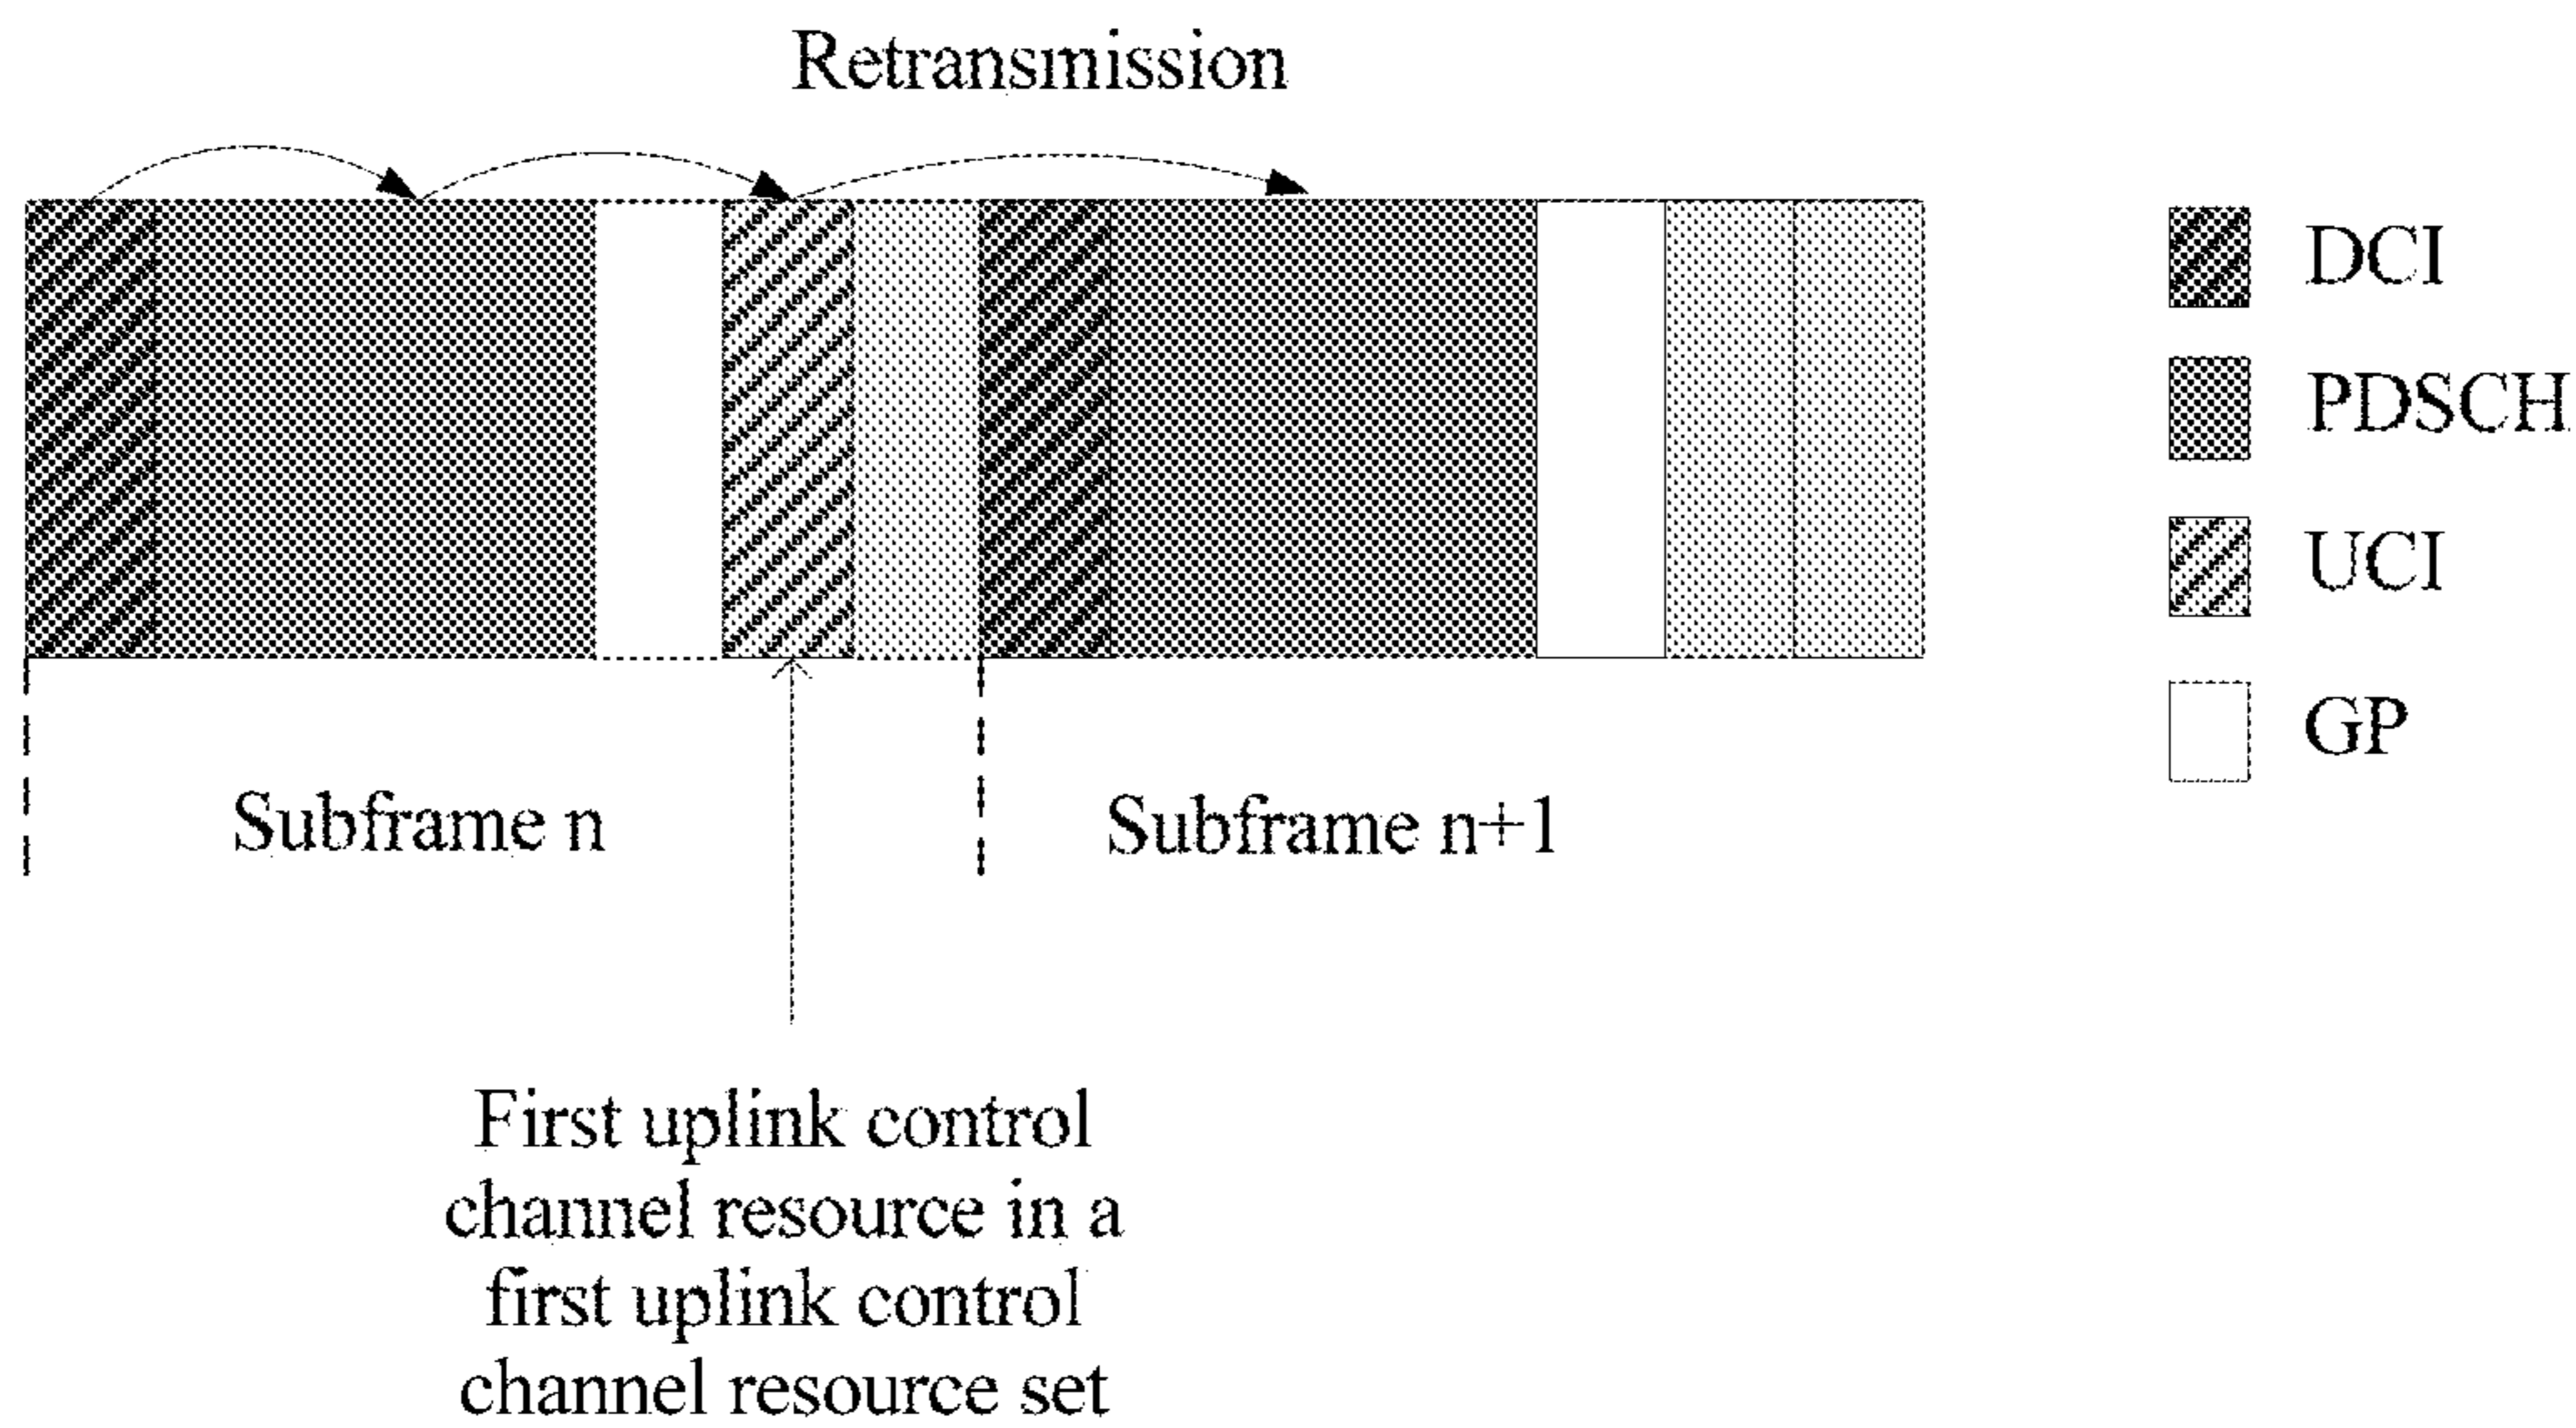 Retransmission
DCI
PDSCH
UCI
GP
Subframe n
Subframe n+1
First uplink control
channel resource in a
first uplink control
channel resource set